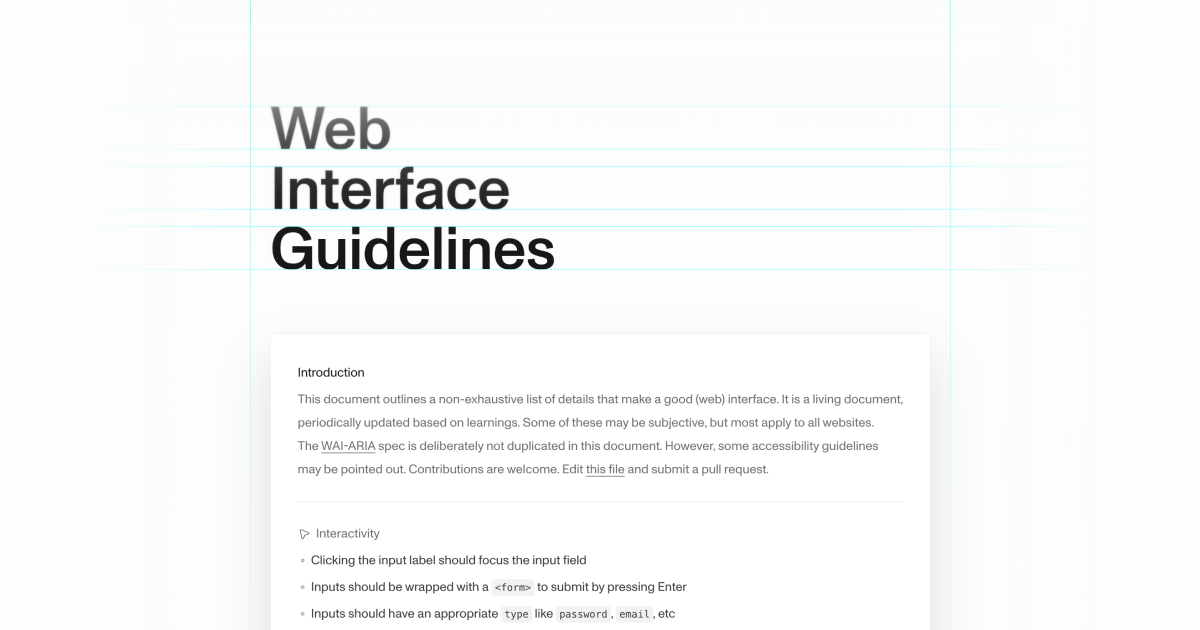 Web
Interface
Guidelines
Introduction
This document outlines a non-exhaustive list of details that make a good (web) interface. It is a living document,
periodically updated based on learnings. Some of these may be subjective, but most apply to all websites.
The WAI-ARIA spec is deliberately not duplicated in this document. However, some accessibility guidelines
may be pointed out. Contributions are welcome. Edit this file and submit a pull request.
Interactivity
◦ Clicking the input label should focus the input field
◦ Inputs should be wrapped with a <form> to submit by pressing Enter
◦ Inputs should have an appropriate type like password, email, etc